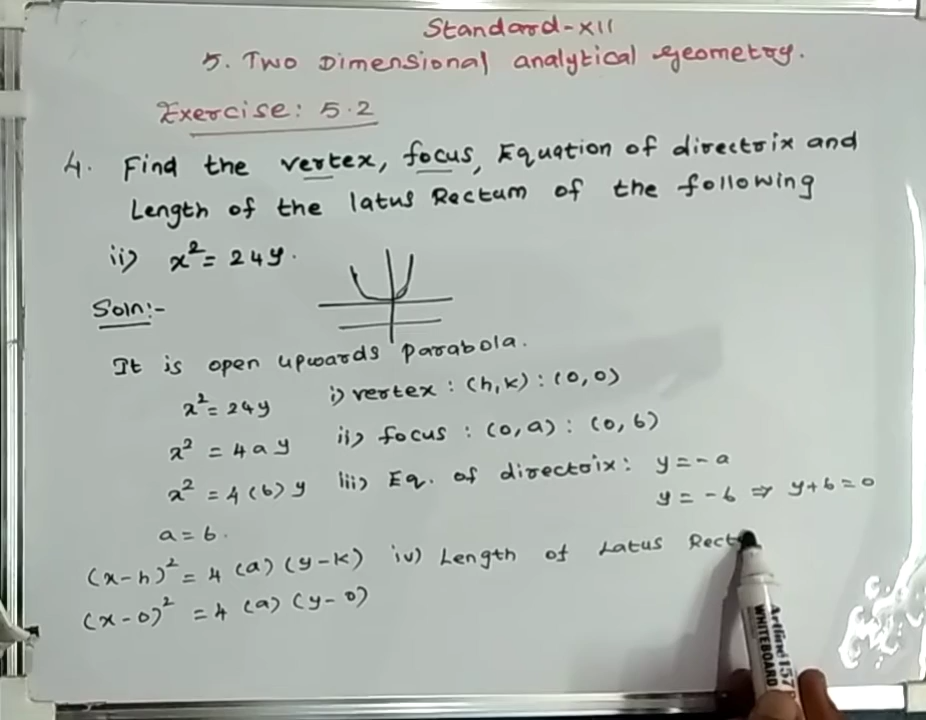 Standard-XII
5. Two Dimensional analytical geometry.
Exercise: 5.2
4. Find the vertex, focus, Equation of directrix and
Length of the latus Rectum of the following
ii) x² = 24y.
Soln:-
It is open upwards parabola.
x² = 24y i) vertex : (h,k) : (0,0)
x² = 4ay ii) focus : (0,a) : (0,6)
x² = 4(6)y iii) Eq. of directrix: y = -a
y = -6 ⇒ y+6=0
a = 6.
(x-h)² = 4(a)(y-k) iv) Length of Latus Rect
(x-0)² = 4(a)(y-0)
Artline 157
WHITEBOARD